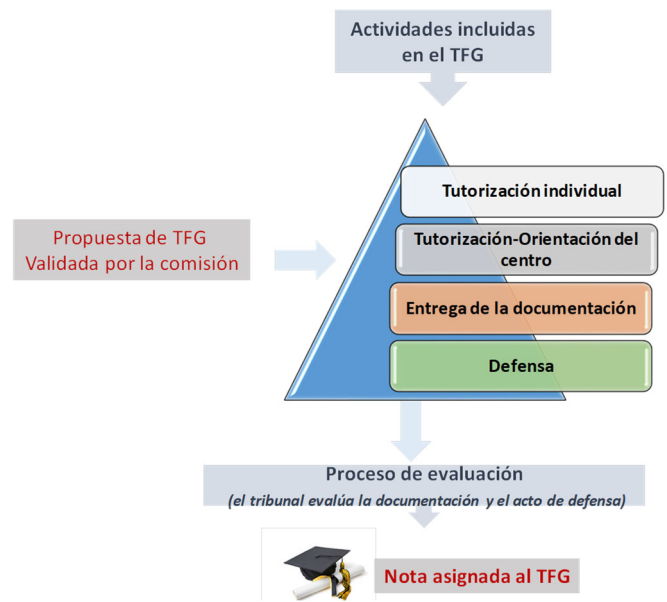 Actividades incluidas
en el TFG
Tutorización individual
Propuesta de TFG
Validada por la comisión
Tutorización-Orientación del
centro
Entrega de la documentación
Defensa
Proceso de evaluación
(el tribunal evalúa la documentación y el acto de defensa)
Nota asignada al TFG